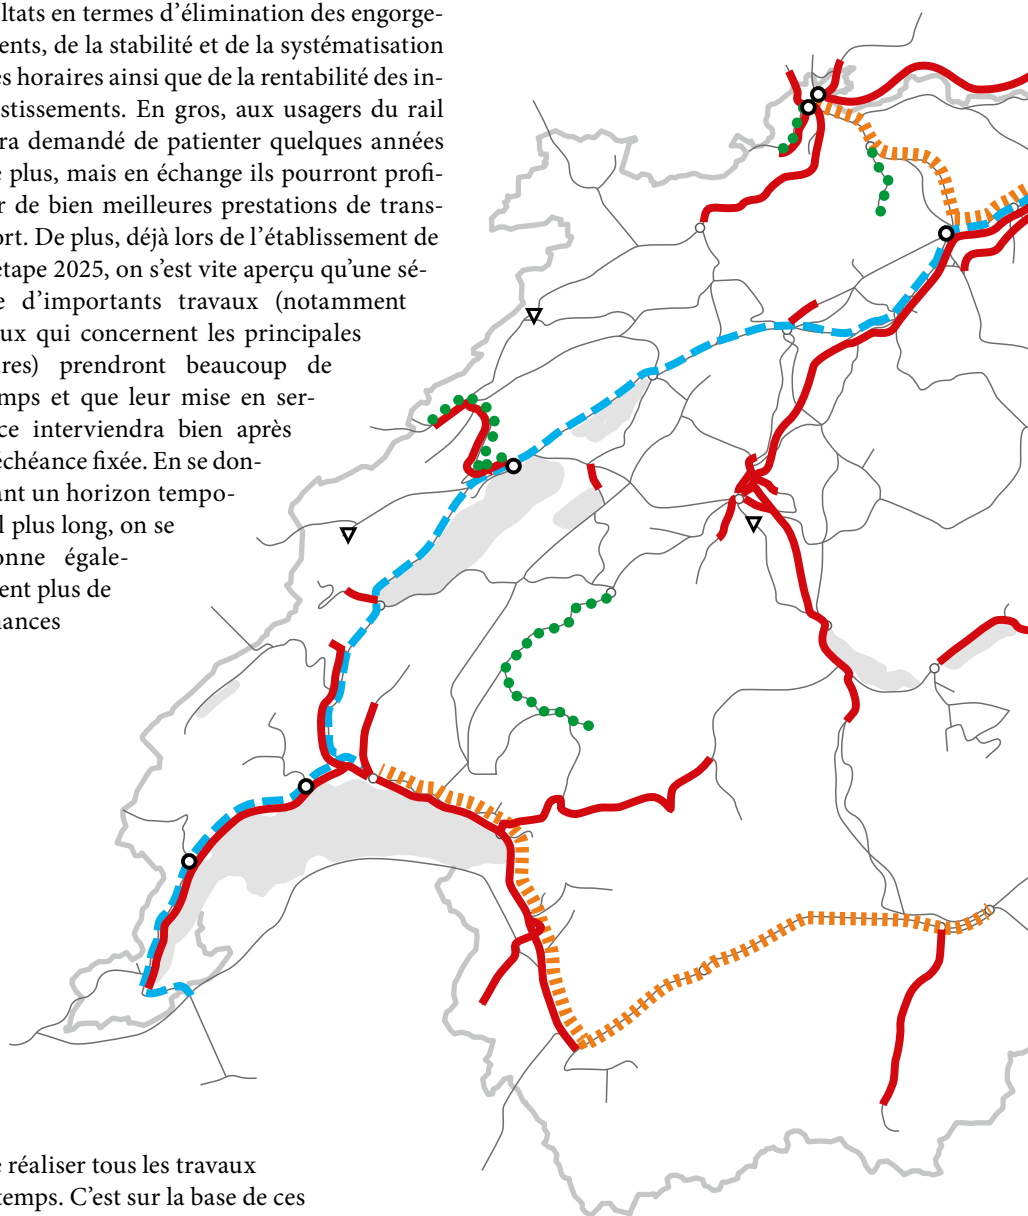 ltats en termes d’élimination des engorge-
ents, de la stabilité et de la systématisation
es horaires ainsi que de la rentabilité des in-
estissements. En gros, aux usagers du rail
ra demandé de patienter quelques années
e plus, mais en échange ils pourront profi-
r de bien meilleures prestations de trans-
ort. De plus, déjà lors de l’établissement de
étape 2025, on s’est vite aperçu qu’une sé-
e d’importants travaux (notamment
ux qui concernent les principales
res) prendront beaucoup de
mps et que leur mise en ser-
ce interviendra bien après
échéance fixée. En se don-
ant un horizon tempo-
l plus long, on se
onne égale-
ent plus de
ances
e réaliser tous les travaux
temps. C’est sur la base de ces